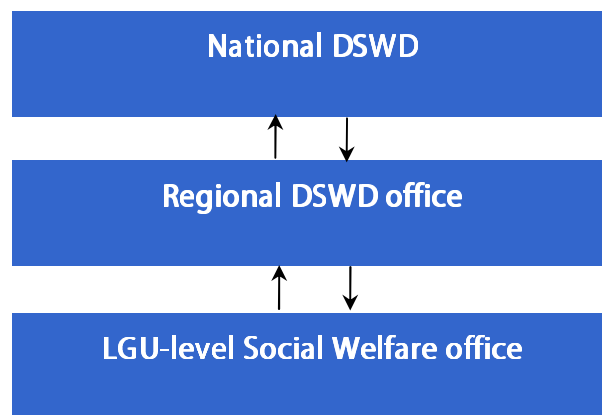 National DSWD
Regional DSWD office
LGU-level Social Welfare office